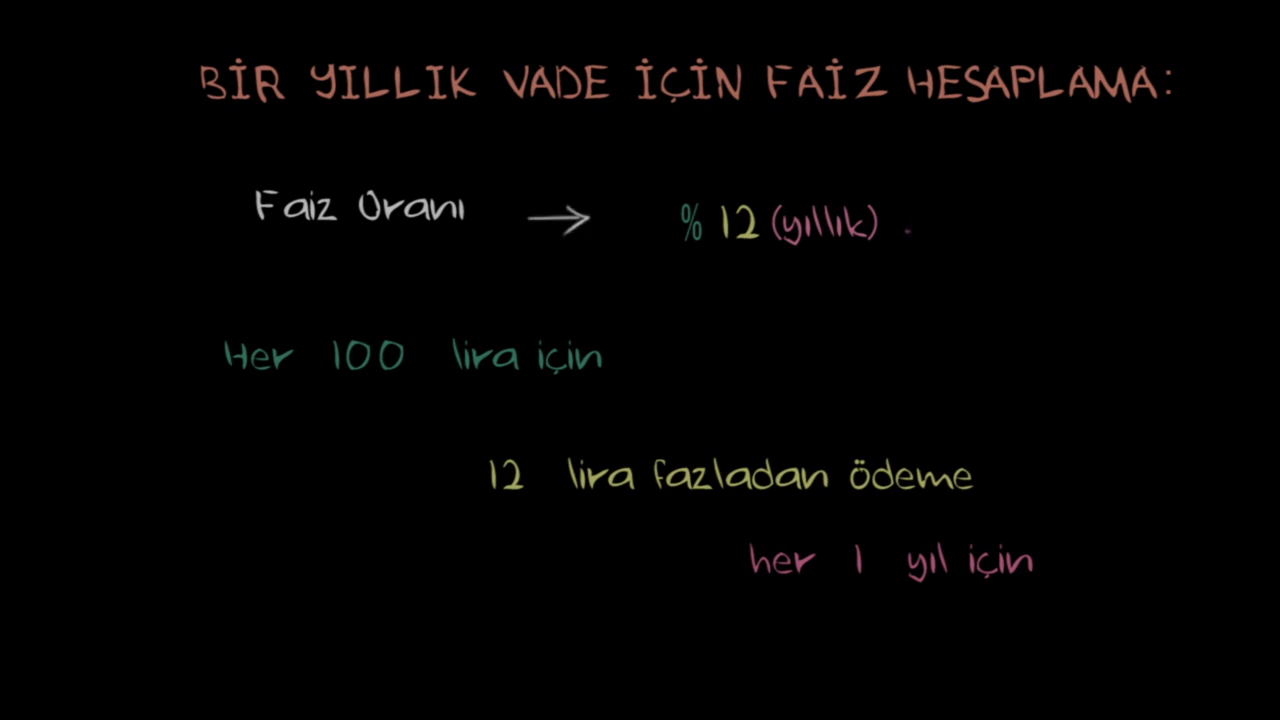 BİR YILLIK VADE İÇİN FAİZ HESAPLAMA:
Faiz Oranı → % 12 (yıllık)
Her 100 lira için
12 lira fazladan ödeme
her 1 yıl için